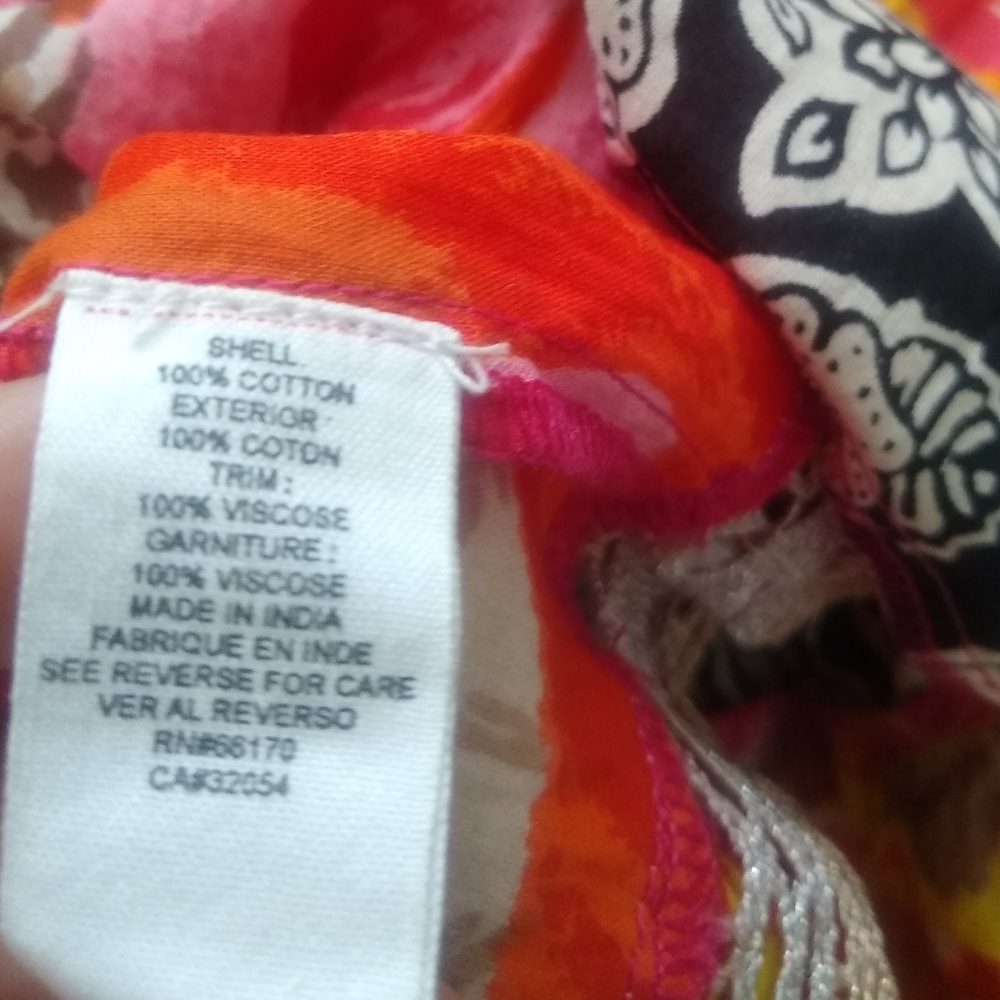 SHELL
100% COTTON
EXTERIOR:
100% COTON
TRIM:
100% VISCOSE
GARNITURE:
100% VISCOSE
MADE IN INDIA
FABRIQUE EN INDE
SEE REVERSE FOR CARE
VER AL REVERSO
RN#66170
CA#32054